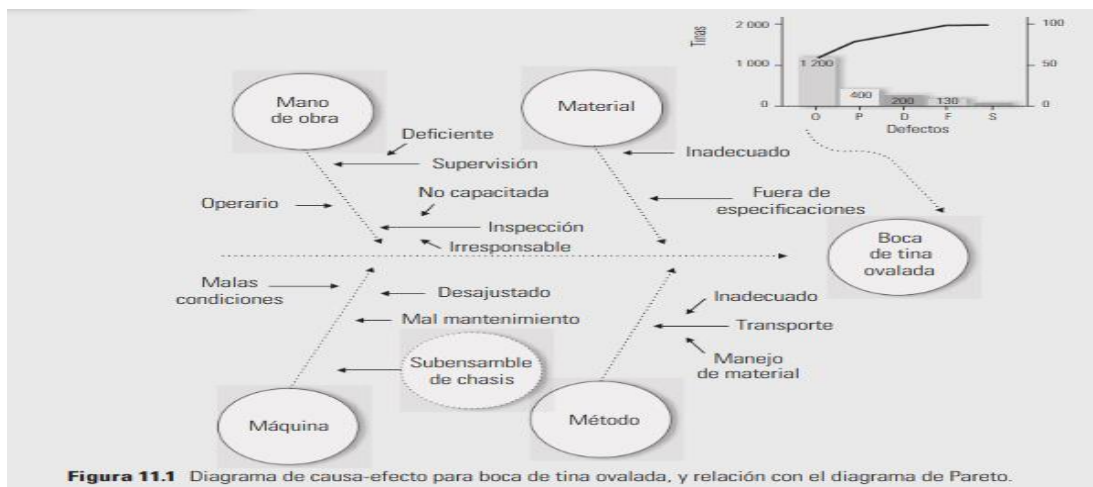 Tinas
2 000
1 000
0
100
50
0
1 200
400
200
130
O
P
D
F
S
Defectos
Mano
de obra
Material
Deficiente
Supervisión
Inadecuado
Operario
No capacitada
Inspección
Irresponsable
Fuera de
especificaciones
Boca
de tina
ovalada
Malas
condiciones
Desajustado
Mal mantenimiento
Subensamble
de chasis
Máquina
Inadecuado
Transporte
Manejo
de material
Método
Figura 11.1 Diagrama de causa-efecto para boca de tina ovalada, y relación con el diagrama de Pareto.